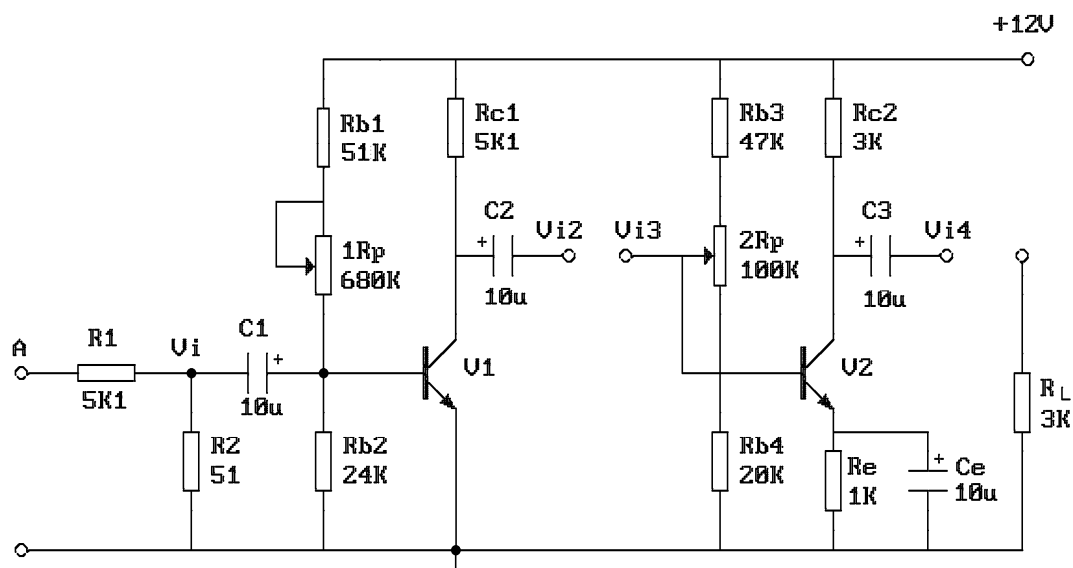 +12V
Rb1
51K
Rc1
5K1
Rb3
47K
Rc2
3K
C2
+
10u
Vi2
Vi3
1Rp
680K
2Rp
100K
C3
+
10u
Vi4
A
R1
5K1
Vi
C1
+
10u
V1
V2
RL
3K
R2
51
Rb2
24K
Rb4
20K
Re
1K
+
Ce
10u